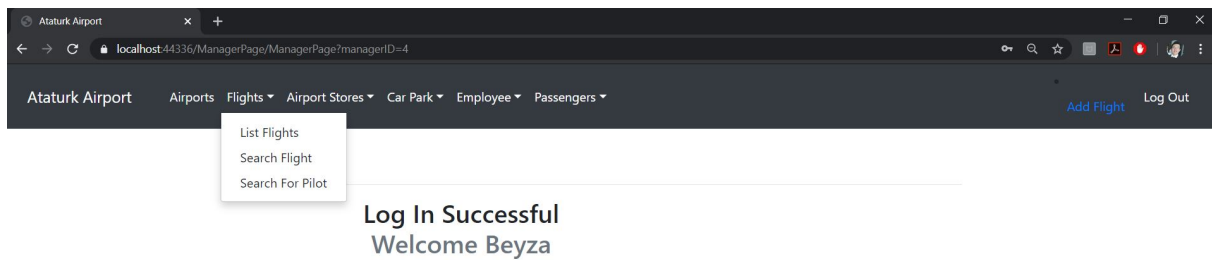 Ataturk Airport
localhost:44336/ManagerPage/ManagerPage?managerID=4
Ataturk Airport Airports Flights Airport Stores Car Park Employee Passengers Add Flight Log Out
List Flights
Search Flight
Search For Pilot
Log In Successful
Welcome Beyza